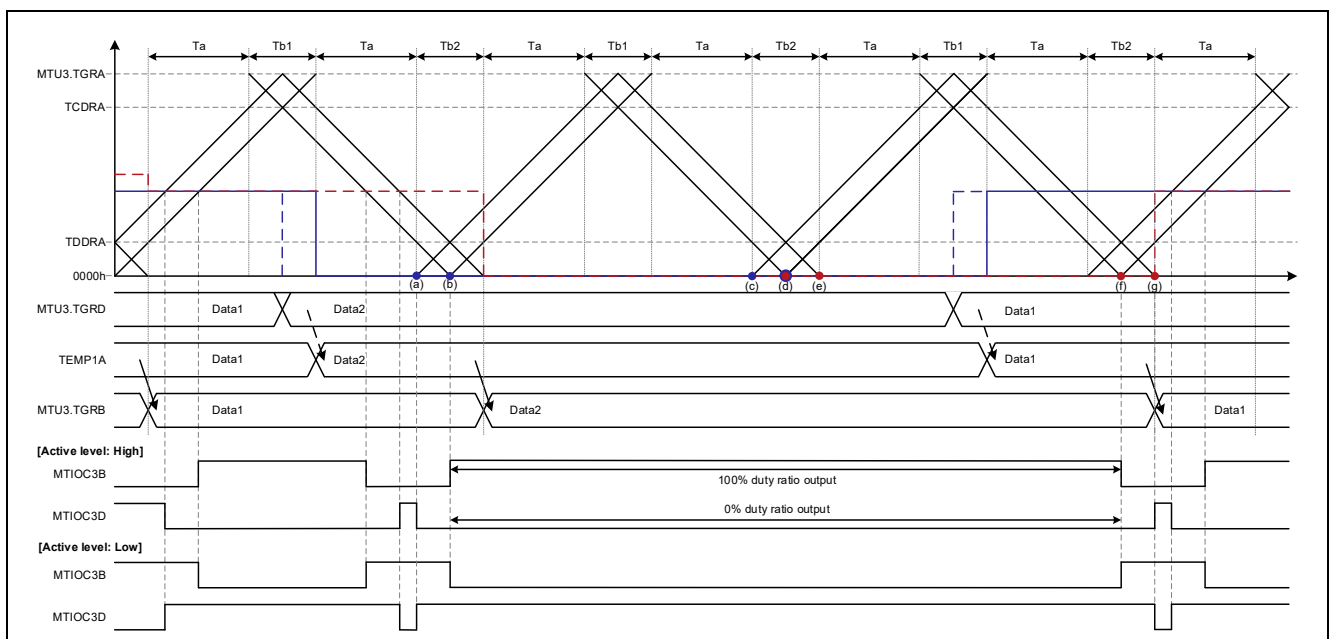 Ta Tb1 Ta Tb2 Ta Tb1 Ta Tb2 Ta Tb1 Ta Tb2 Ta
MTU3.TGRA
TCDRA
TDDRA
0000h
(a) (b) (c) (d) (e) (f) (g)
MTU3.TGRD Data1 Data2 Data1
TEMP1A Data1 Data2 Data1
MTU3.TGRB Data1 Data2 Data1
[Active level: High]
MTIOC3B
100% duty ratio output
MTIOC3D
0% duty ratio output
[Active level: Low]
MTIOC3B
MTIOC3D